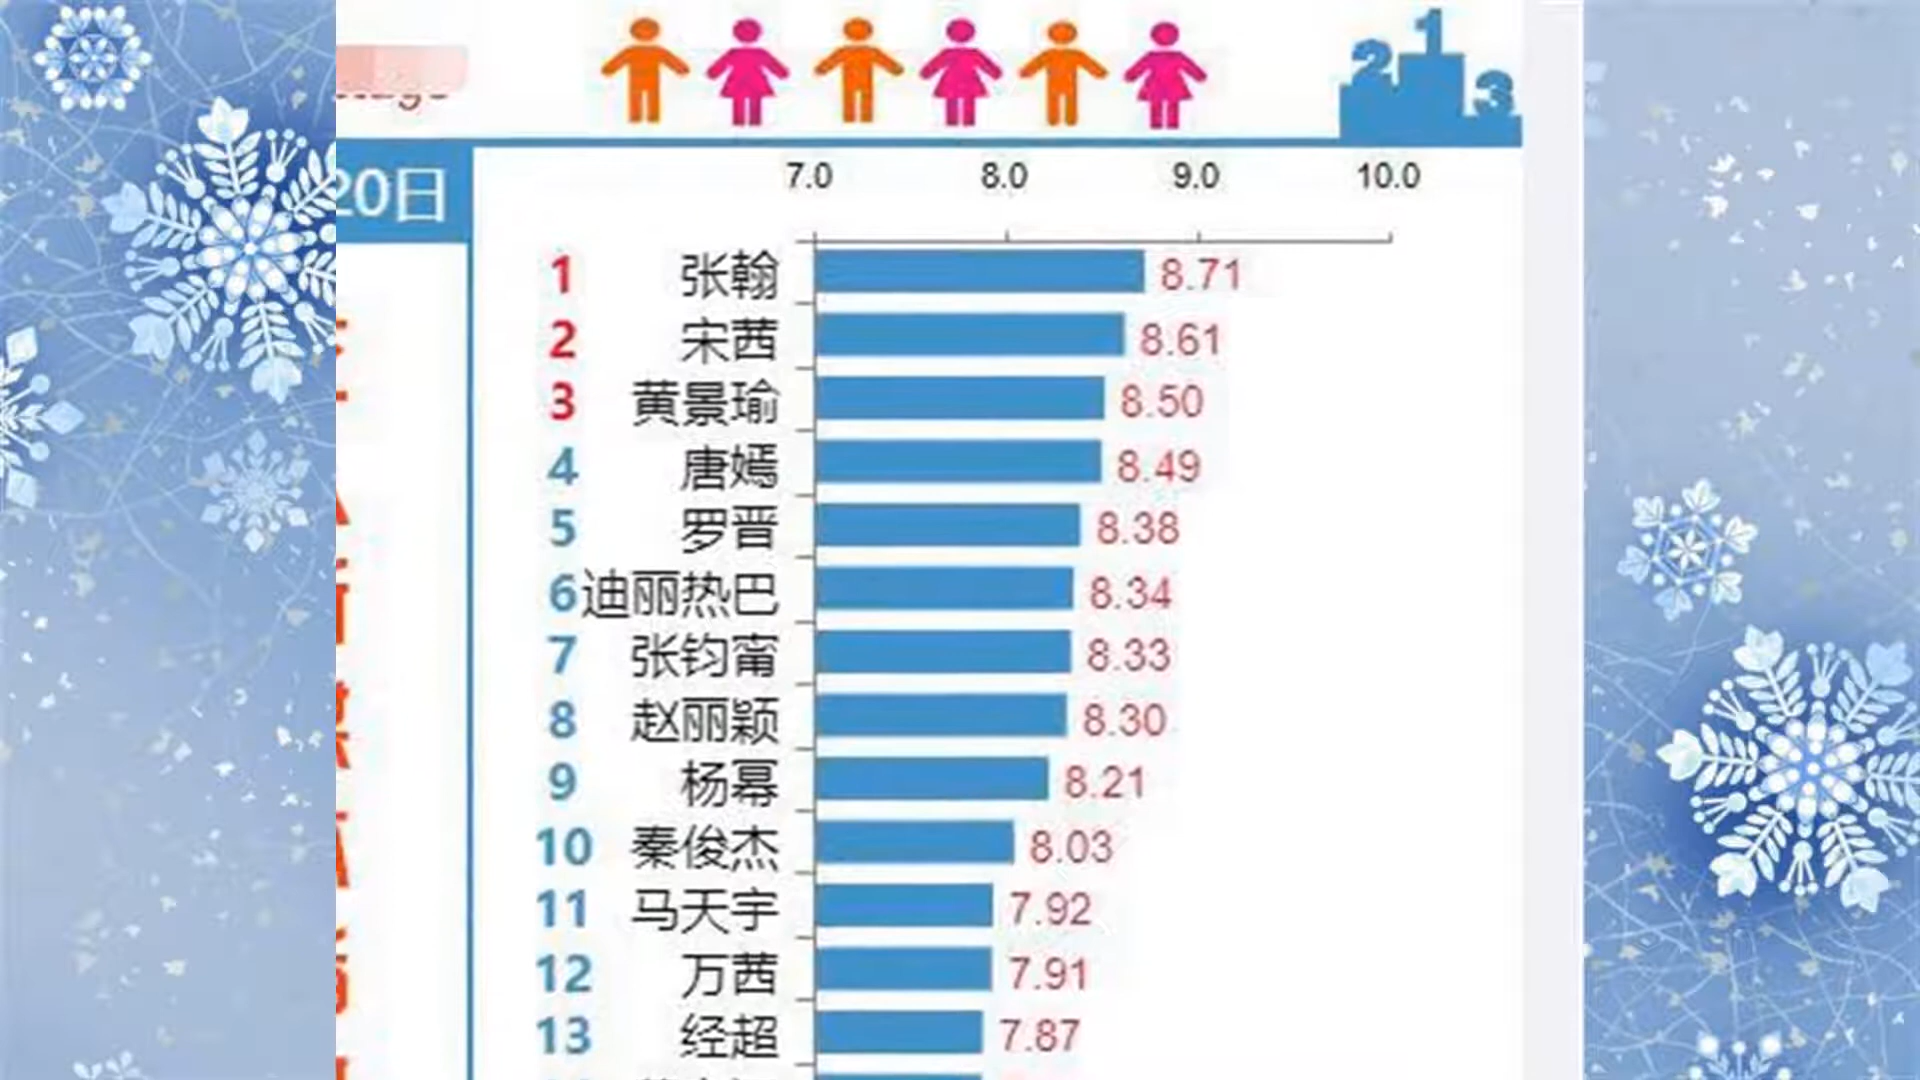 1
2
3
20日
7.0 8.0 9.0 10.0
1 张翰 8.71
2 宋茜 8.61
3 黄景瑜 8.50
4 唐嫣 8.49
5 罗晋 8.38
6 迪丽热巴 8.34
7 张钧甯 8.33
8 赵丽颖 8.30
9 杨幂 8.21
10 秦俊杰 8.03
11 马天宇 7.92
12 万茜 7.91
13 经超 7.87